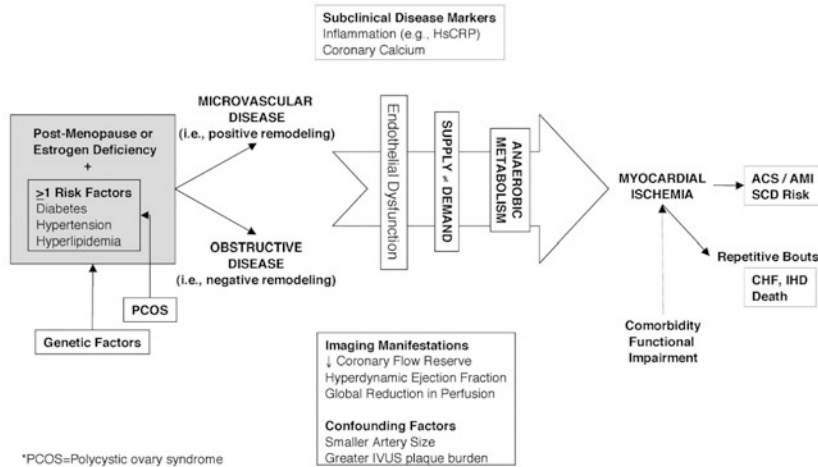 Subclinical Disease Markers
Inflammation (e.g., HsCRP)
Coronary Calcium
Post-Menopause or
Estrogen Deficiency
+
≥1 Risk Factors
Diabetes
Hypertension
Hyperlipidemia
PCOS
Genetic Factors
MICROVASCULAR
DISEASE
(i.e., positive remodeling)
OBSTRUCTIVE
DISEASE
(i.e., negative remodeling)
Endothelial Dysfunction
SUPPLY ≠ DEMAND
ANAEROBIC
METABOLISM
MYOCARDIAL
ISCHEMIA
ACS / AMI
SCD Risk
Repetitive Bouts
CHF, IHD
Death
Comorbidity
Functional
Impairment
Imaging Manifestations
↓ Coronary Flow Reserve
Hyperdynamic Ejection Fraction
Global Reduction in Perfusion
Confounding Factors
Smaller Artery Size
Greater IVUS plaque burden
*PCOS=Polycystic ovary syndrome